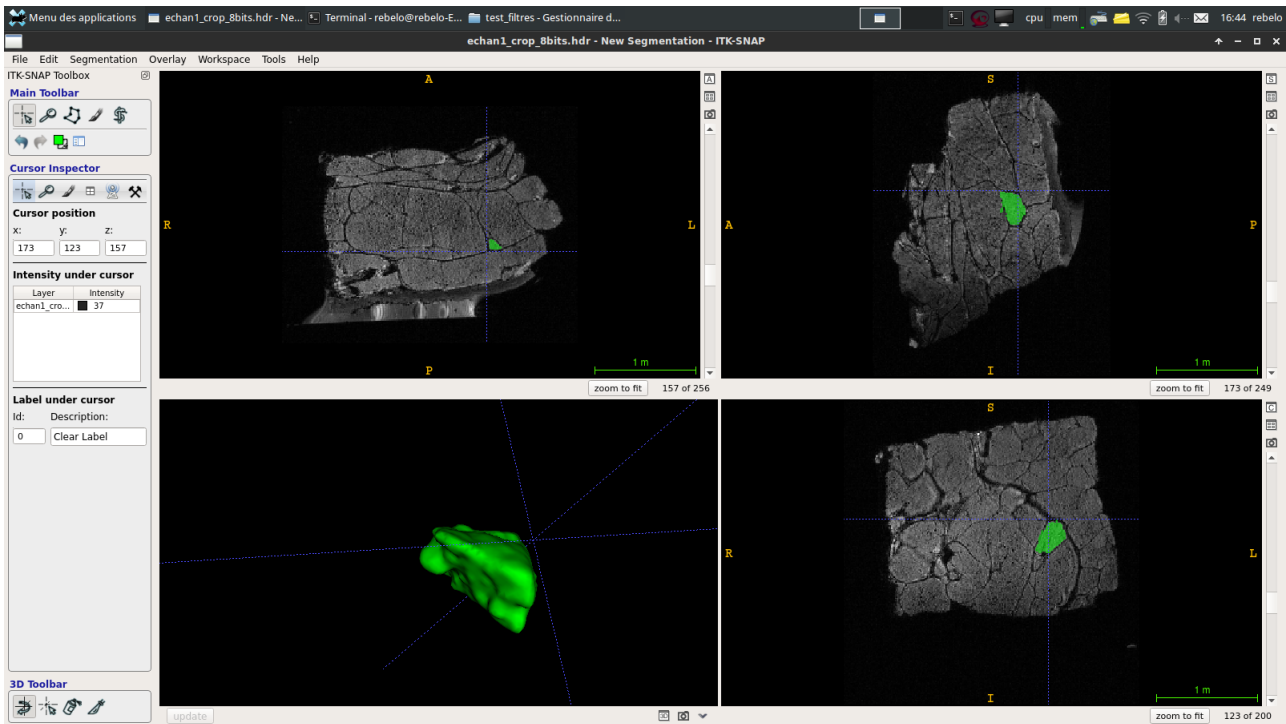 Menu des applications echan1_crop_8bits.hdr - Ne... Terminal - rebelo@rebelo-E... test_filtres - Gestionnaire d... cpu mem 16:44 rebelo
echan1_crop_8bits.hdr - New Segmentation - ITK-SNAP
File Edit Segmentation Overlay Workspace Tools Help
ITK-SNAP Toolbox
Main Toolbar
Cursor Inspector
Cursor position
x: y: z:
173 123 157
Intensity under cursor
Layer Intensity
echan1_cro... 37
Label under cursor
Id: Description:
0 Clear Label
3D Toolbar
A
R
L
P
1 m
zoom to fit 157 of 256
A
S
A
P
I
1 m
zoom to fit 173 of 249
S
update
3D
S
R
L
I
1 m
zoom to fit 123 of 200
C